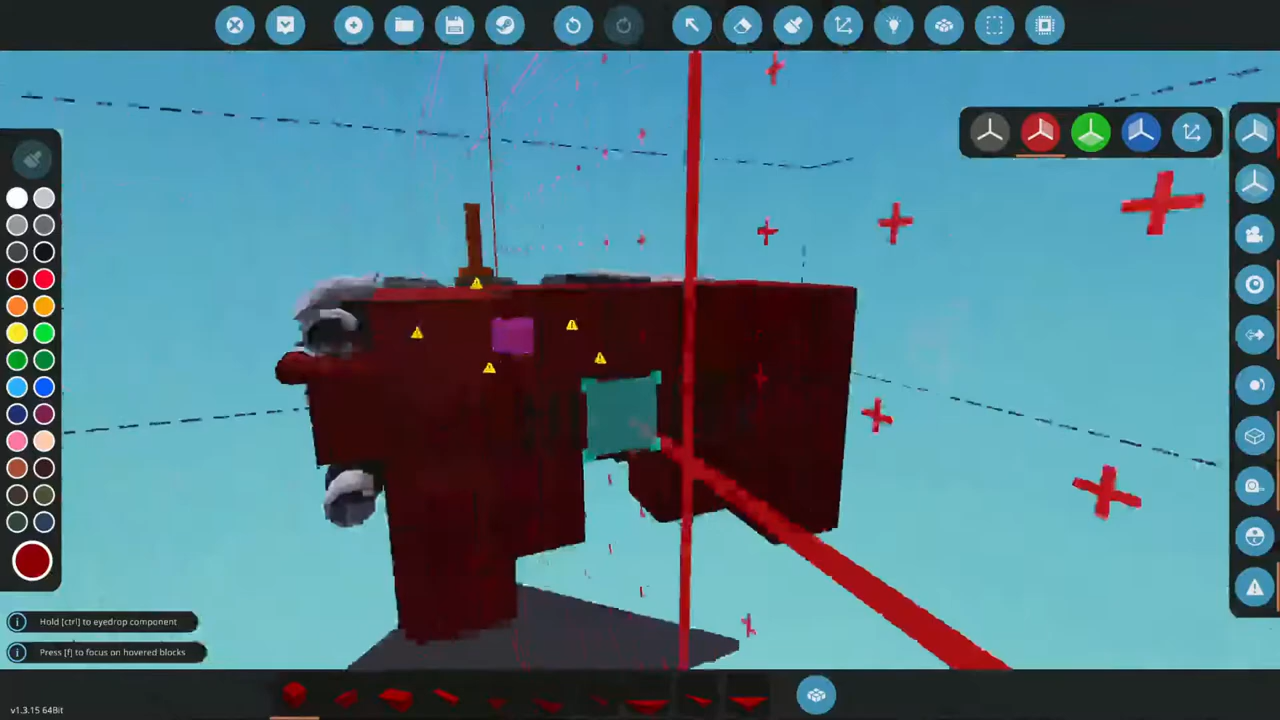 Hold [ctrl] to eyedrop component
Press [f] to focus on hovered blocks
v1.3.15 64Bit